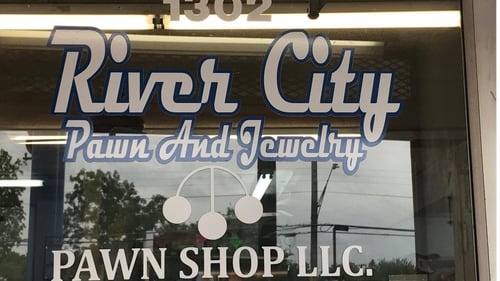 1302
River City
Pawn And Jewelry
PAWN SHOP LLC.